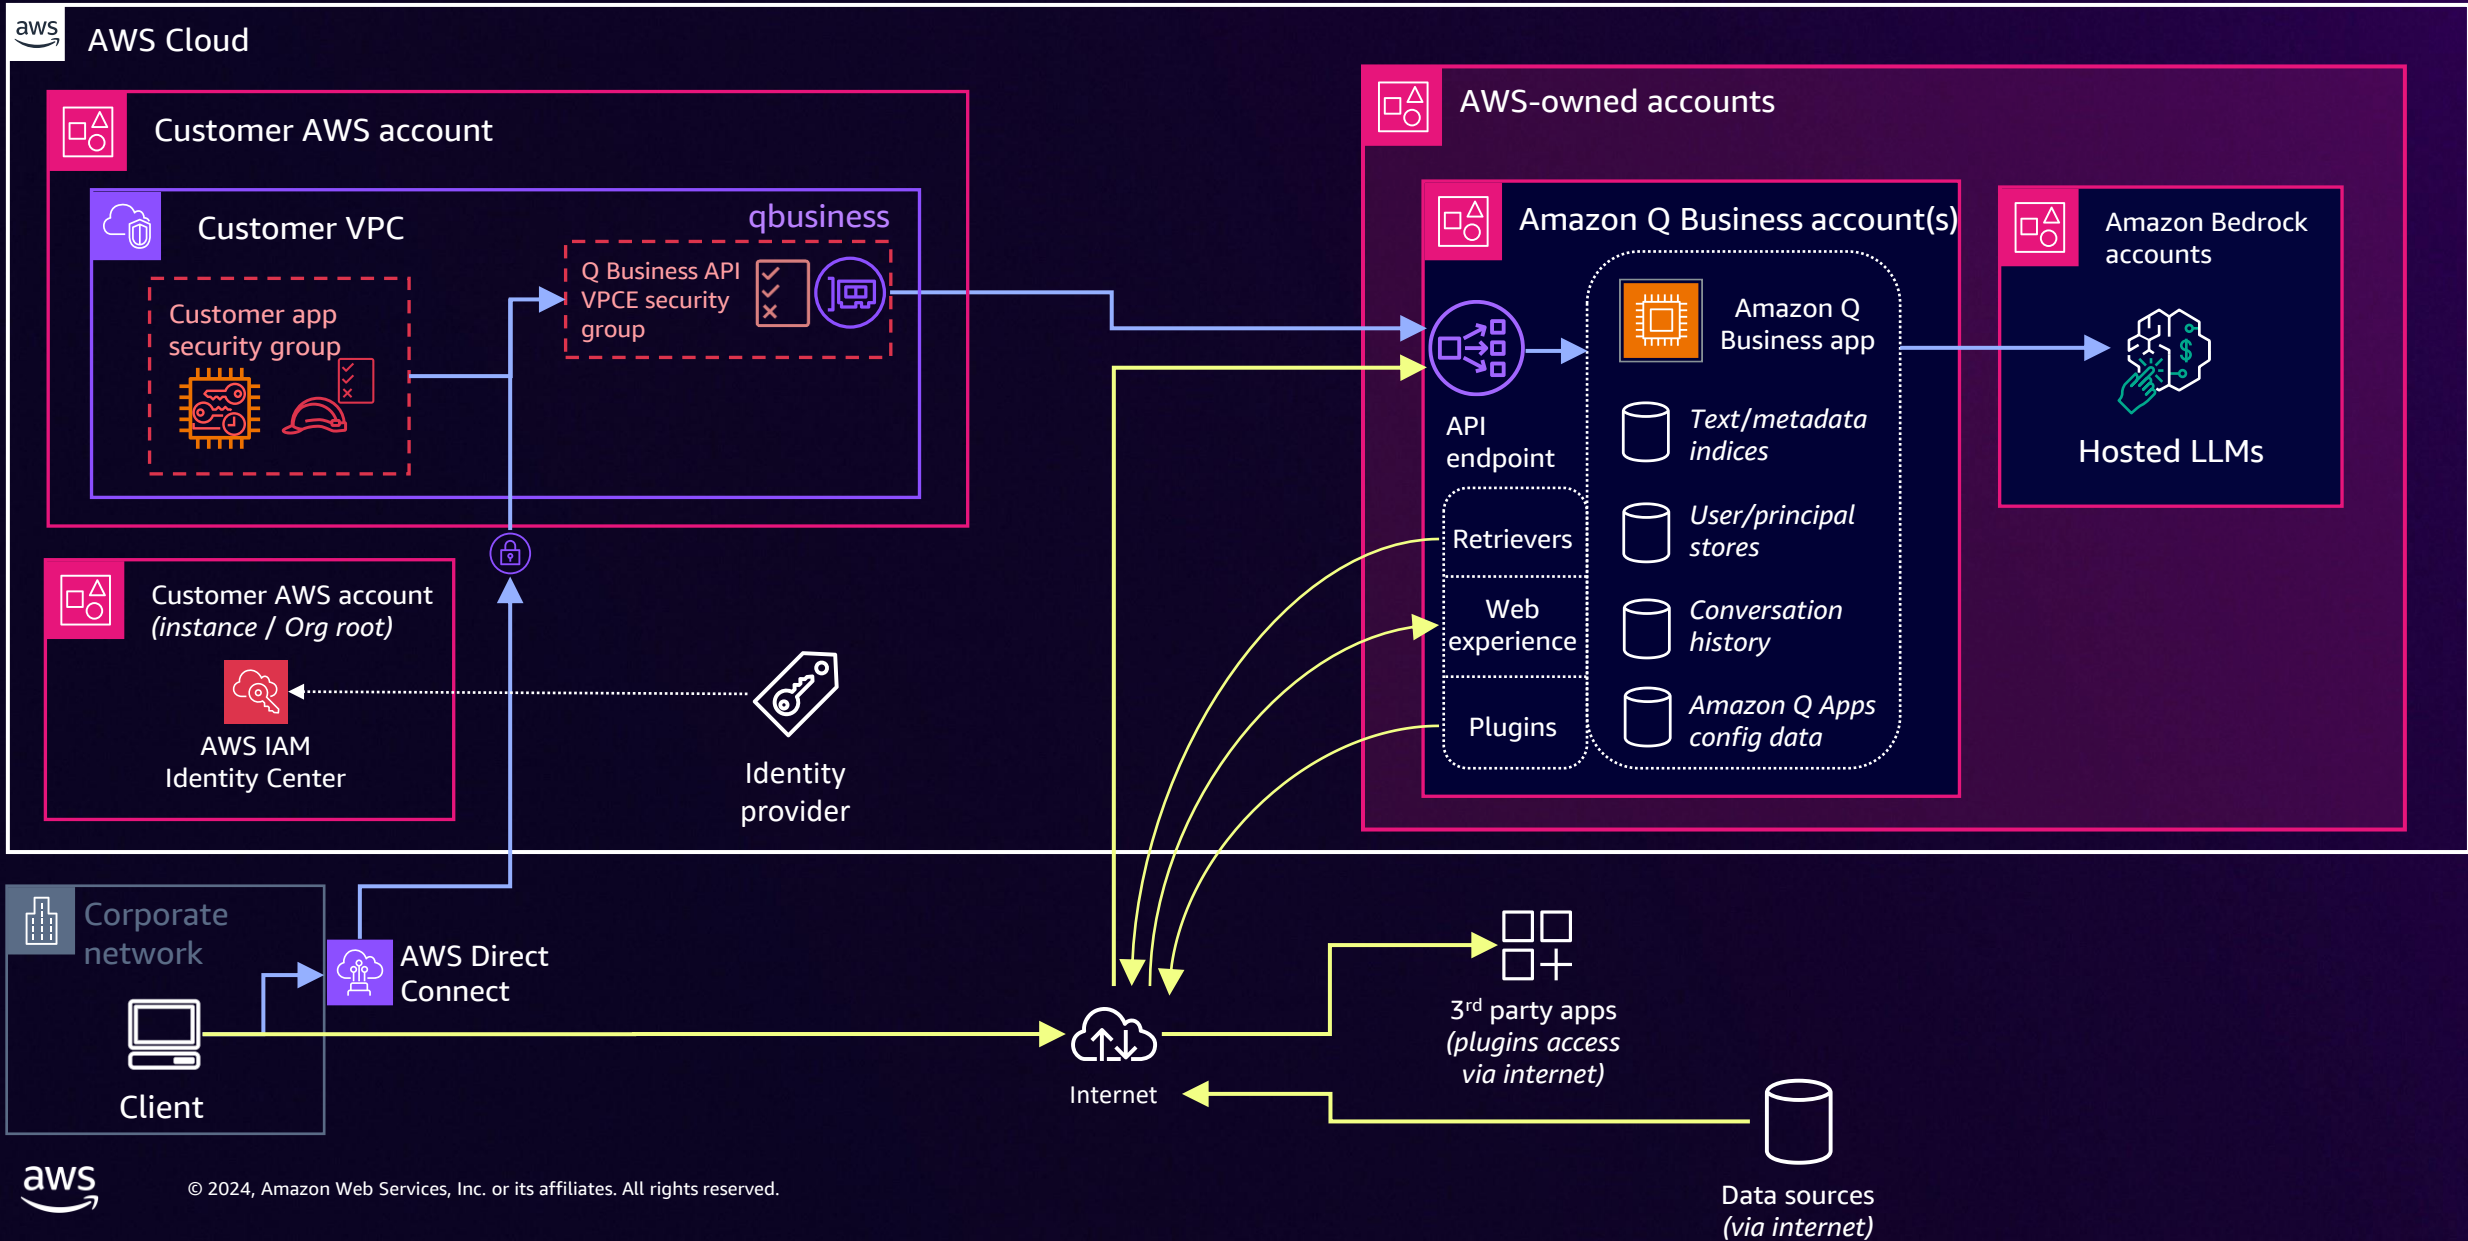 aws
AWS Cloud
Customer AWS account
Customer VPC
qbusiness
Customer app
security group
Q Business API
VPCE security
group
Customer AWS account
(instance / Org root)
AWS IAM
Identity Center
Identity
provider
AWS-owned accounts
Amazon Q Business account(s)
API
endpoint
Retrievers
Web
experience
Plugins
Amazon Q
Business app
Text/metadata
indices
User/principal
stores
Conversation
history
Amazon Q Apps
config data
Amazon Bedrock
accounts
$
Hosted LLMs
Corporate
network
Client
AWS Direct
Connect
Internet
3rd party apps
(plugins access
via internet)
Data sources
(via internet)
aws
© 2024, Amazon Web Services, Inc. or its affiliates. All rights reserved.